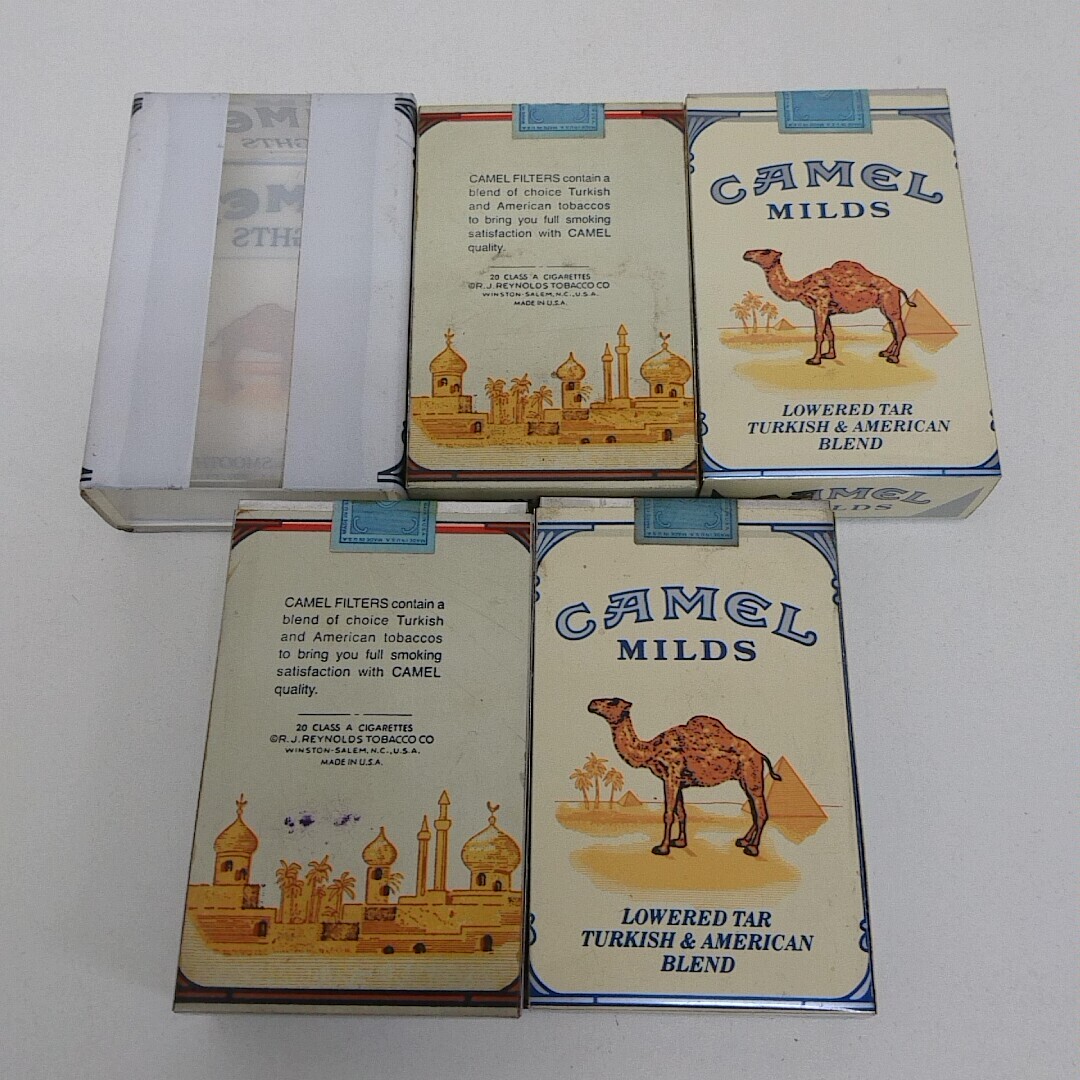 CAMEL FILTERS contain a
blend of choice Turkish
and American tobaccos
to bring you full smoking
satisfaction with CAMEL
quality.
20 CLASS A CIGARETTES
©R.J.REYNOLDS TOBACCO CO
WINSTON-SALEM, N.C., U.S.A.
MADE IN U.S.A.
CAMEL
MILDS
LOWERED TAR
TURKISH & AMERICAN
BLEND
CAMEL
MILDS
CAMEL FILTERS contain a
blend of choice Turkish
and American tobaccos
to bring you full smoking
satisfaction with CAMEL
quality.
20 CLASS A CIGARETTES
©R.J.REYNOLDS TOBACCO CO
WINSTON-SALEM, N.C., U.S.A.
MADE IN U.S.A.
CAMEL
MILDS
LOWERED TAR
TURKISH & AMERICAN
BLEND